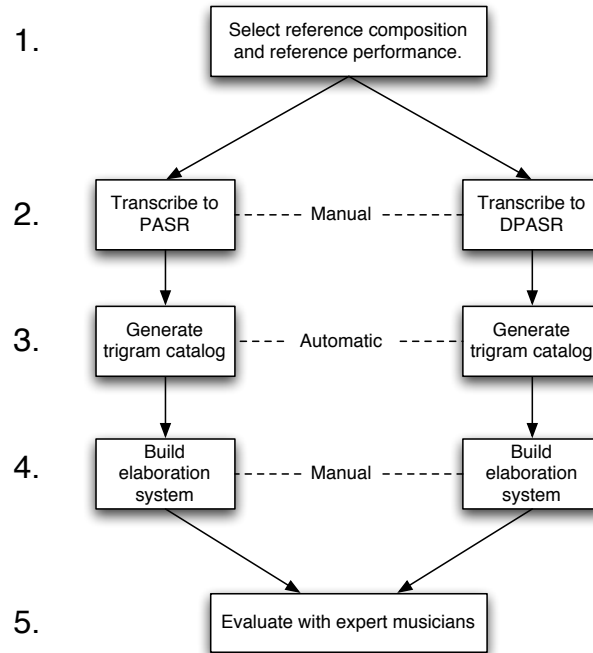 1.
Select reference composition
and reference performance.
2.
Transcribe to
PASR
Manual
Transcribe to
DPASR
3.
Generate
trigram catalog
Automatic
Generate
trigram catalog
4.
Build
elaboration
system
Manual
Build
elaboration
system
5.
Evaluate with expert musicians